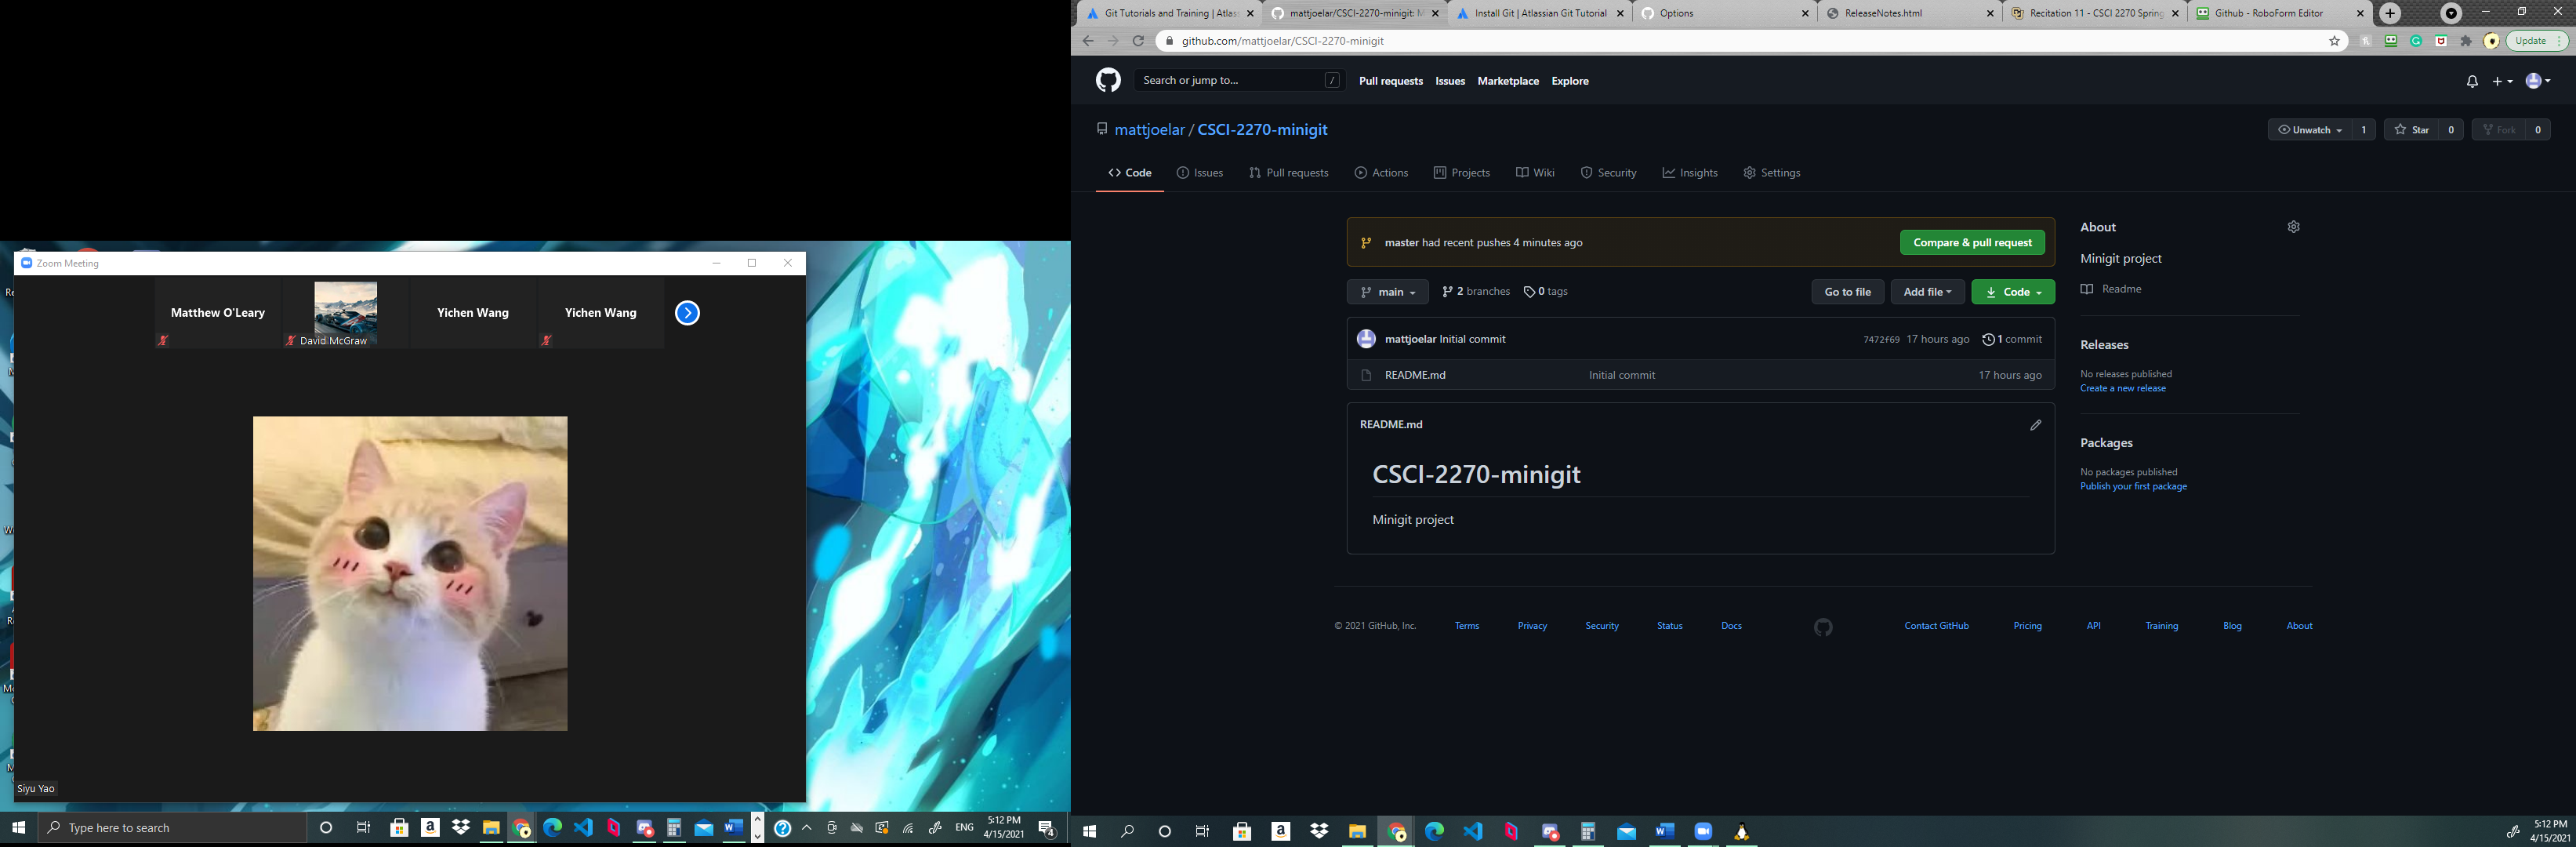 Zoom Meeting
Matthew O'Leary
David McGraw
Yichen Wang
Yichen Wang
Siyu Yao
Type here to search
ENG
5:12 PM
4/15/2021
4
Git Tutorials and Training | Atlas
mattjoelar/CSCI-2270-minigit: M
Install Git | Atlassian Git Tutorial
Options
ReleaseNotes.html
Recitation 11 - CSCI 2270 Spring
Github - RoboForm Editor
github.com/mattjoelar/CSCI-2270-minigit
Update
Search or jump to...
/
Pull requests
Issues
Marketplace
Explore
mattjoelar / CSCI-2270-minigit
Unwatch 1
Star 0
Fork 0
Code
Issues
Pull requests
Actions
Projects
Wiki
Security
Insights
Settings
master had recent pushes 4 minutes ago
Compare & pull request
main
2 branches
0 tags
Go to file
Add file
Code
mattjoelar Initial commit
7472f69 17 hours ago
1 commit
README.md
Initial commit
17 hours ago
README.md
CSCI-2270-minigit
Minigit project
About
Minigit project
Readme
Releases
No releases published
Create a new release
Packages
No packages published
Publish your first package
© 2021 GitHub, Inc.
Terms
Privacy
Security
Status
Docs
Contact GitHub
Pricing
API
Training
Blog
About
5:12 PM
4/15/2021